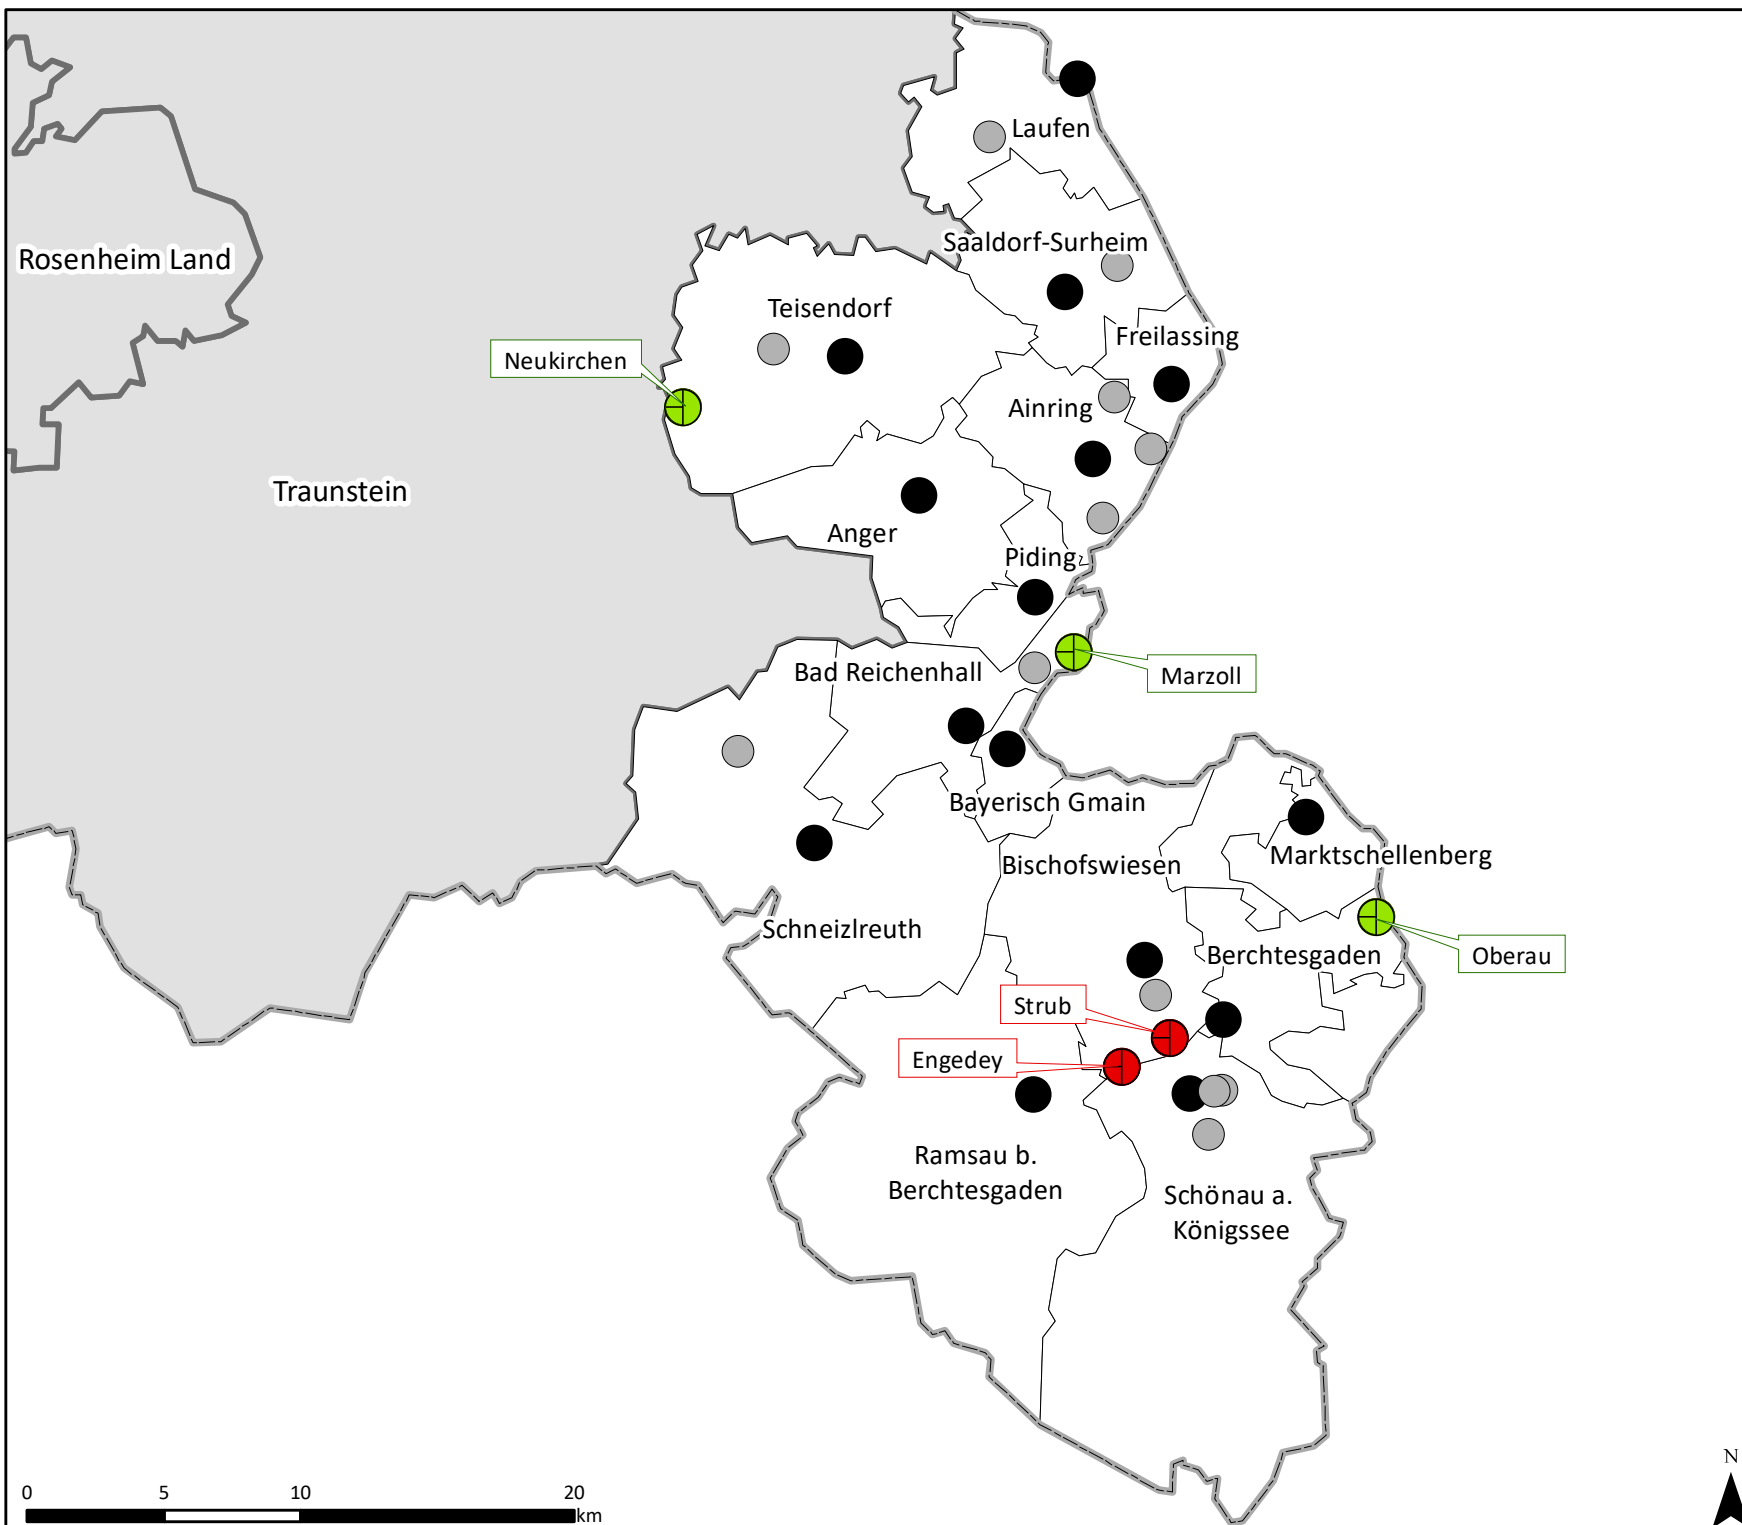 Laufen
Saaldorf-Surheim
Rosenheim Land
Teisendorf
Freilassing
Neukirchen
Ainring
Traunstein
Anger
Piding
Bad Reichenhall
Marzoll
Bayerisch Gmain
Marktschellenberg
Bischofswiesen
Schneizlreuth
Berchtesgaden
Oberau
Strub
Engedey
Ramsau b.
Berchtesgaden
Schönau a.
Königssee
N
0 5 10 20
km